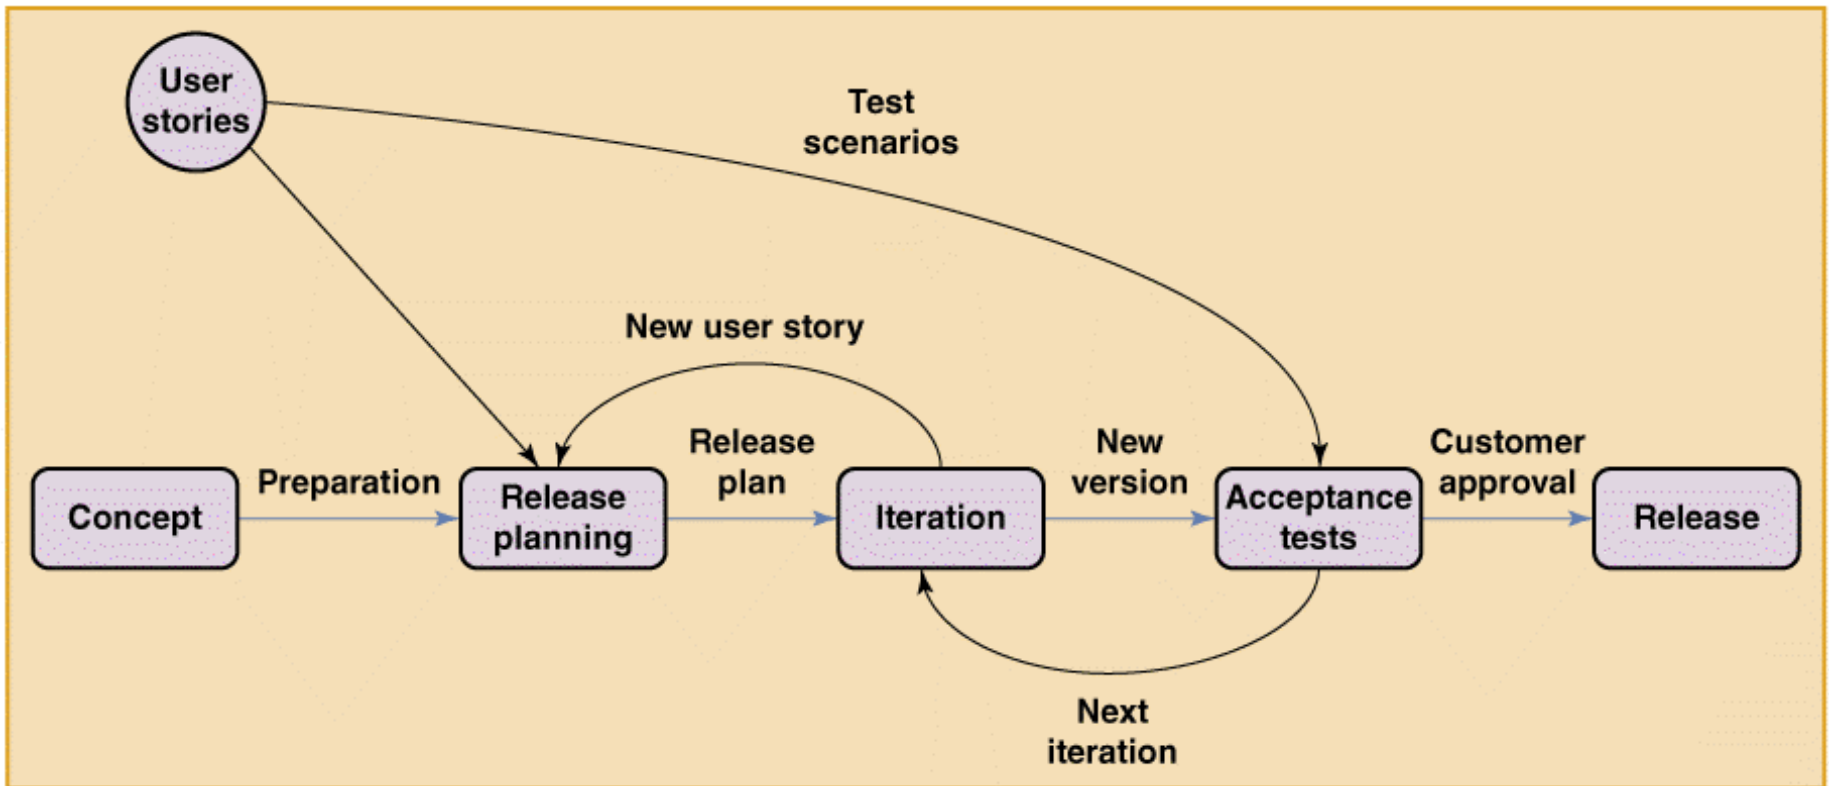 User
stories
Test
scenarios
New user story
Concept
Preparation
Release
planning
Release
plan
Iteration
New
version
Acceptance
tests
Customer
approval
Release
Next
iteration